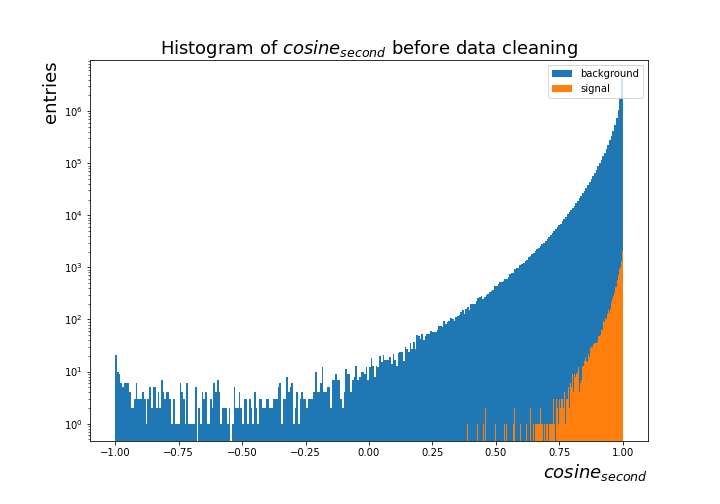 Histogram of cosine_second before data cleaning
entries
background
signal
10^6
10^5
10^4
10^3
10^2
10^1
10^0
−1.00 −0.75 −0.50 −0.25 0.00 0.25 0.50 0.75 1.00
cosine_second